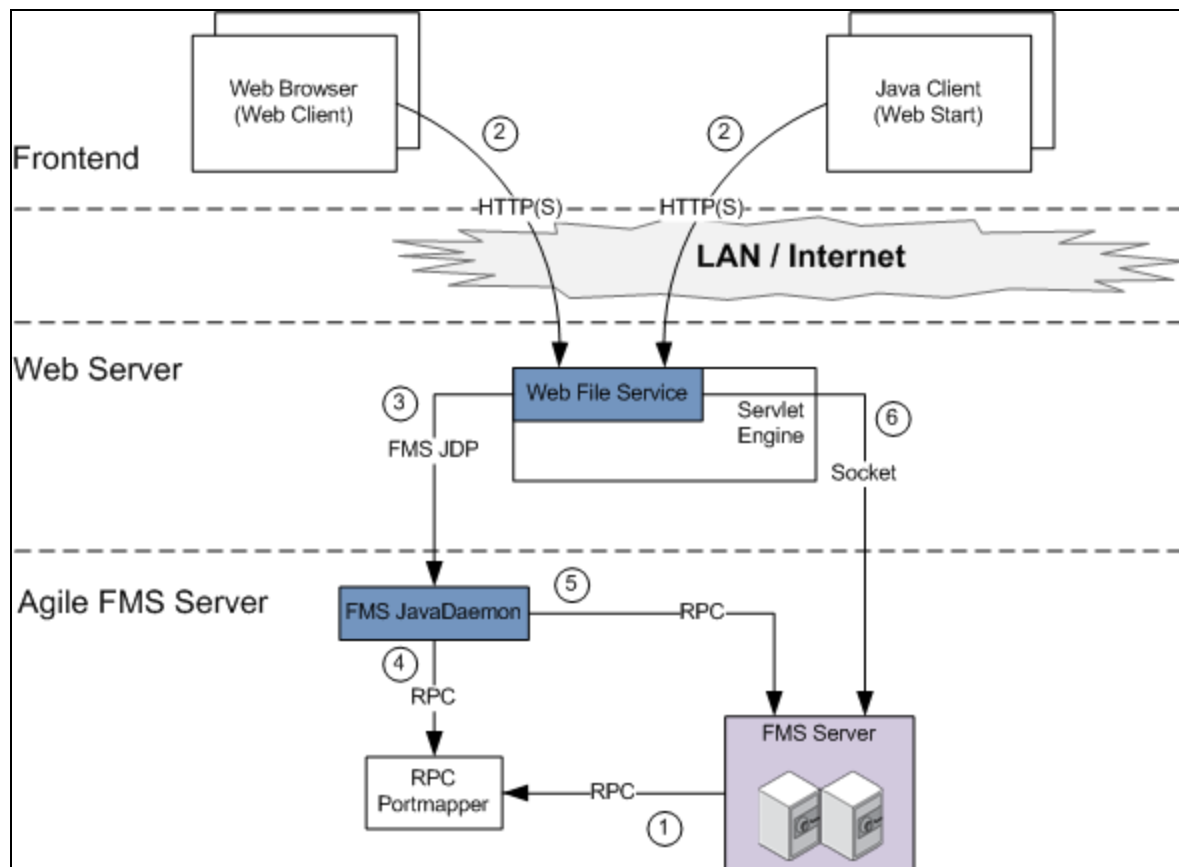 Web Browser
(Web Client)
Java Client
(Web Start)
2
2
Frontend
HTTP(S)
HTTP(S)
LAN / Internet
Web Server
Web File Service
3
Servlet
Engine
6
FMS JDP
Socket
Agile FMS Server
5
FMS JavaDaemon
RPC
4
RPC
FMS Server
RPC
Portmapper
RPC
1